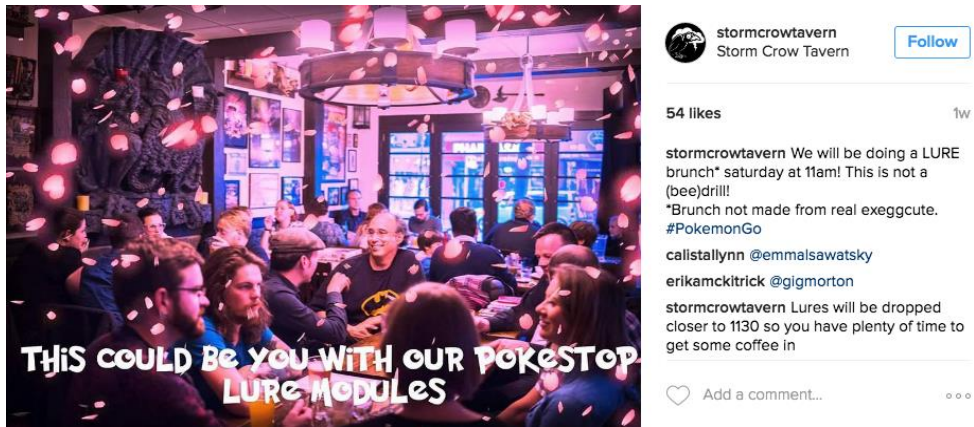 THIS COULD BE YOU WITH OUR POKESTOP
LURE MODULES
stormcrowtavern
Storm Crow Tavern
Follow
54 likes
1w
stormcrowtavern We will be doing a LURE
brunch* saturday at 11am! This is not a
(bee)drill!
*Brunch not made from real exeggcute.
#PokemonGo
calistallynn @emmalsawatsky
erikamckitrick @gigmorton
stormcrowtavern Lures will be dropped
closer to 1130 so you have plenty of time to
get some coffee in
Add a comment...